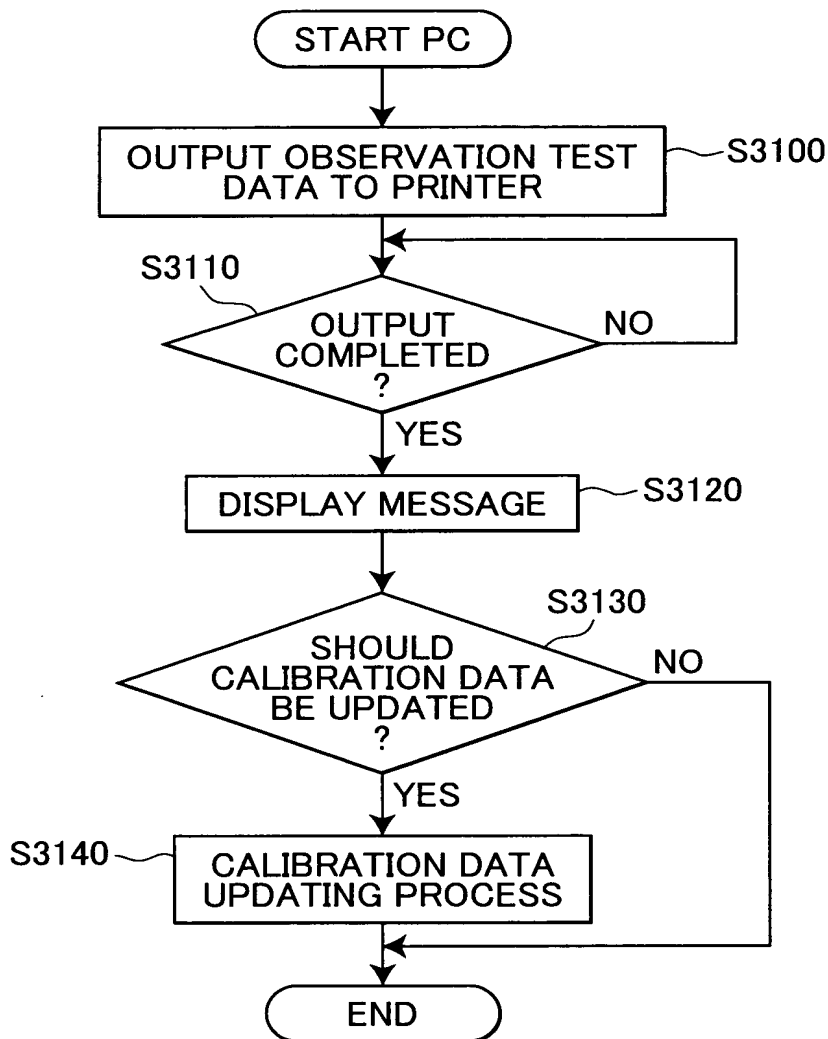 START PC
OUTPUT OBSERVATION TEST
DATA TO PRINTER
S3100
S3110
OUTPUT
COMPLETED
?
NO
YES
DISPLAY MESSAGE
S3120
S3130
SHOULD
CALIBRATION DATA
BE UPDATED
?
NO
YES
S3140
CALIBRATION DATA
UPDATING PROCESS
END